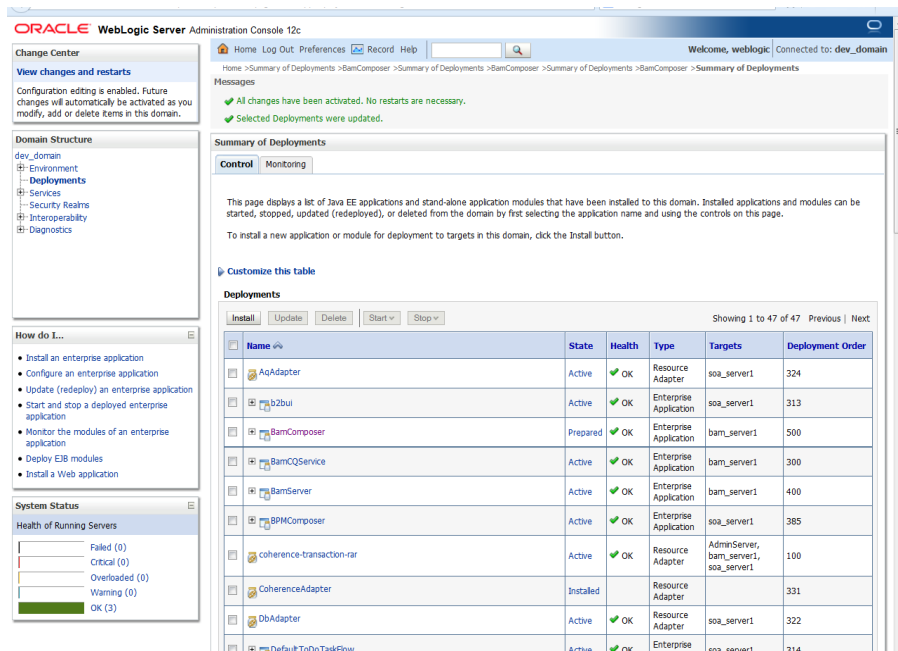 ORACLE WebLogic Server Administration Console 12c
Change Center
View changes and restarts
Configuration editing is enabled. Future
changes will automatically be activated as you
modify, add or delete items in this domain.
Domain Structure
dev_domain
Environment
Deployments
Services
Security Realms
Interoperability
Diagnostics
How do I...
Install an enterprise application
Configure an enterprise application
Update (redeploy) an enterprise application
Start and stop a deployed enterprise
application
Monitor the modules of an enterprise
application
Deploy EJB modules
Install a Web application
System Status
Health of Running Servers
Failed (0)
Critical (0)
Overloaded (0)
Warning (0)
OK (3)
Home Log Out Preferences Record Help
Welcome, weblogic Connected to: dev_domain
Home >Summary of Deployments >BamComposer >Summary of Deployments >BamComposer >Summary of Deployments >BamComposer >Summary of Deployments
Messages
All changes have been activated. No restarts are necessary.
Selected Deployments were updated.
Summary of Deployments
Control Monitoring
This page displays a list of Java EE applications and stand-alone application modules that have been installed to this domain. Installed applications and modules can be
started, stopped, updated (redeployed), or deleted from the domain by first selecting the application name and using the controls on this page.
To install a new application or module for deployment to targets in this domain, click the Install button.
Customize this table
Deployments
Install Update Delete Start Stop Showing 1 to 47 of 47 Previous | Next
Name State Health Type Targets Deployment Order
AqAdapter Active OK Resource Adapter soa_server1 324
b2bui Active OK Enterprise Application soa_server1 313
BamComposer Prepared OK Enterprise Application bam_server1 500
BamCQService Active OK Enterprise Application bam_server1 300
BamServer Active OK Enterprise Application bam_server1 400
BPMComposer Active OK Enterprise Application soa_server1 385
coherence-transaction-rar Active OK Resource Adapter AdminServer, bam_server1, soa_server1 100
CoherenceAdapter Installed Resource Adapter 331
DbAdapter Active OK Resource Adapter soa_server1 322
DefaultToDoTaskFlow Active OK Enterprise soa_server1 314